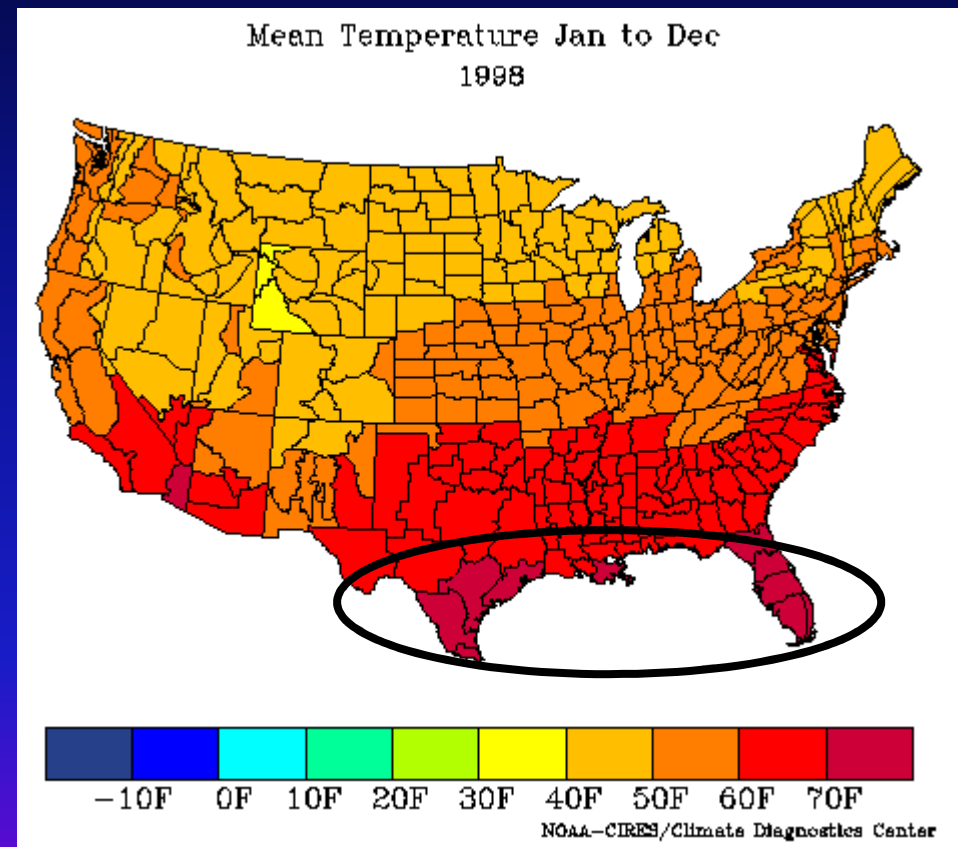 Mean Temperature Jan to Dec
1998
-10F 0F 10F 20F 30F 40F 50F 60F 70F
NOAA-CIRES/Climate Diagnostics Center